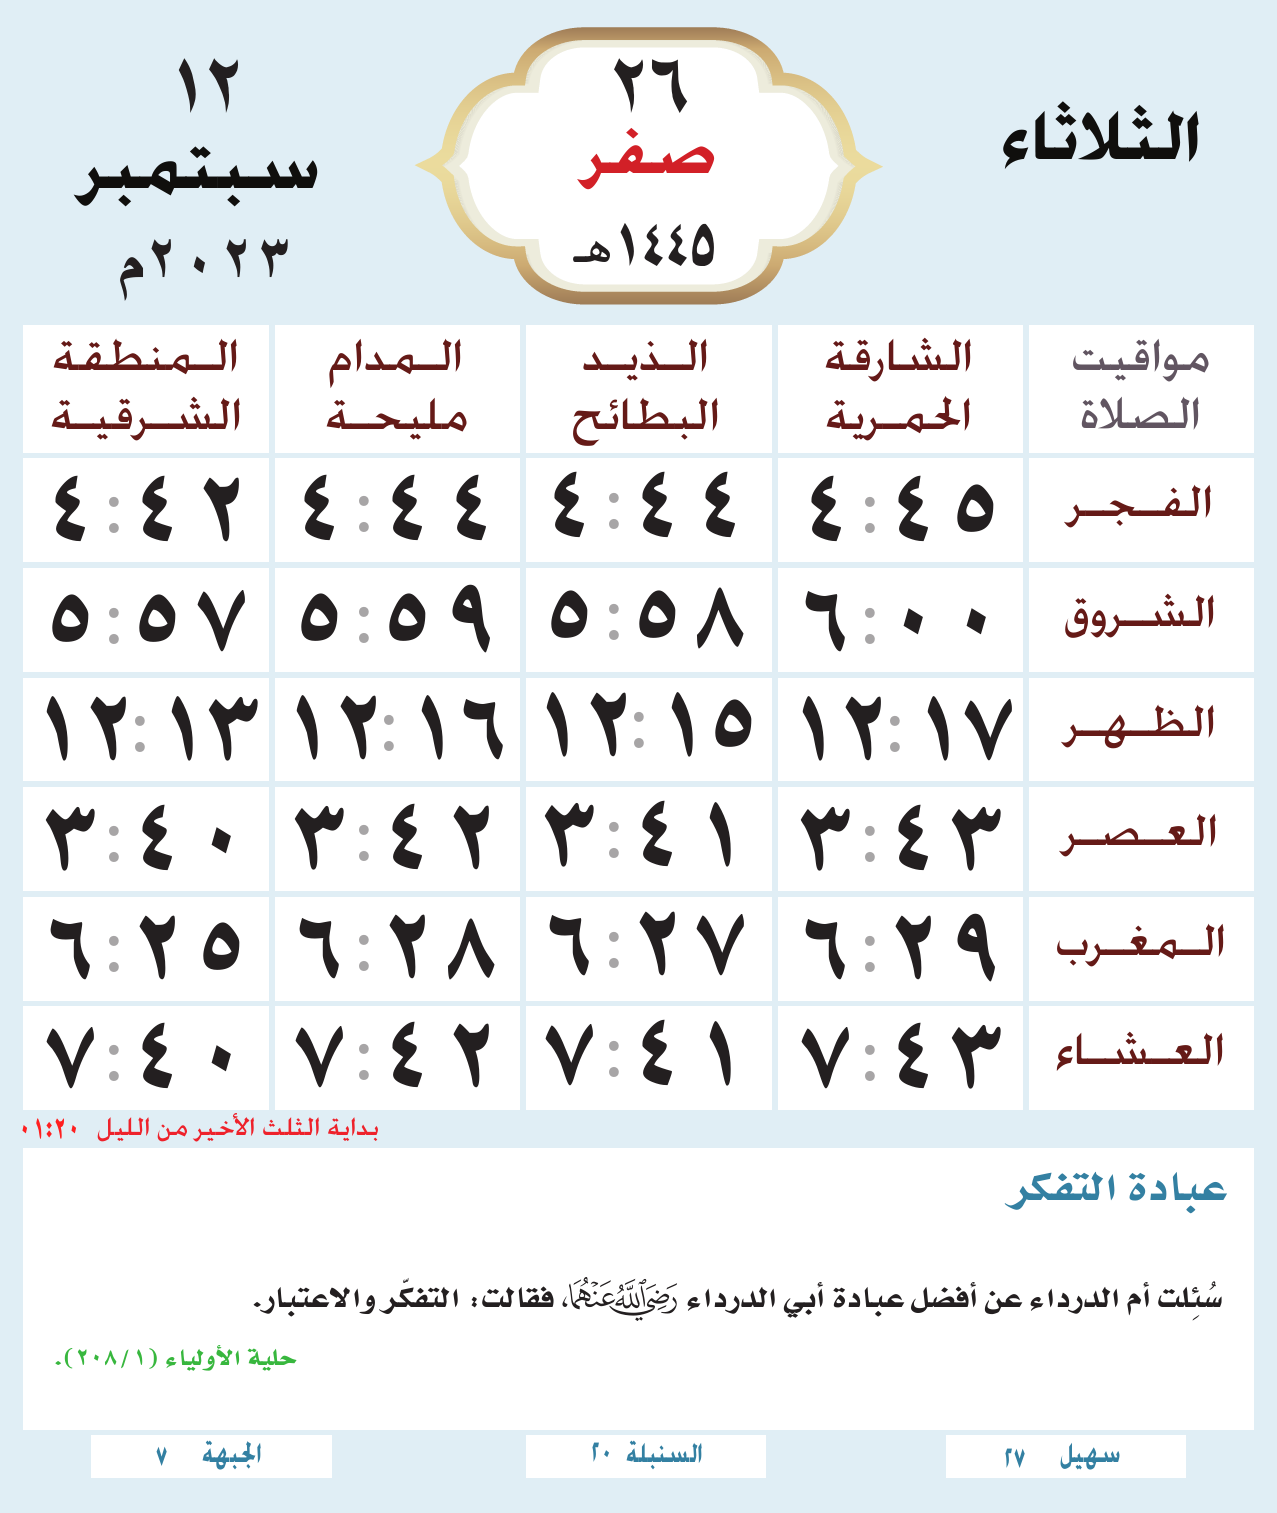 الثلاثاء
٢٦
صفر
١٤٤٥هـ
١٢
سبتمبر
٢٠٢٣م
مواقيت الصلاة
الشارقة الحمرية
الذيد البطائح
المدام مليحة
المنطقة الشرقية
الفجر ٤:٤٥ ٤:٤٤ ٤:٤٤ ٤:٤٢
الشروق ٦:٠٠ ٥:٥٨ ٥:٥٩ ٥:٥٧
الظهر ١٢:١٧ ١٢:١٥ ١٢:١٦ ١٢:١٣
العصر ٣:٤٣ ٣:٤١ ٣:٤٢ ٣:٤٠
المغرب ٦:٢٩ ٦:٢٧ ٦:٢٨ ٦:٢٥
العشاء ٧:٤٣ ٧:٤١ ٧:٤٢ ٧:٤٠
بداية الثلث الأخير من الليل ٠١:٢٠
عبادة التفكر
سُئِلت أم الدرداء عن أفضل عبادة أبي الدرداء رَضِيَ اللَّهُ عَنْهُمَا، فقالت: التفكّر والاعتبار.
حلية الأولياء (٢٠٨/١).
سهيل ٢٧
السنبلة ٢٠
الجبهة ٧